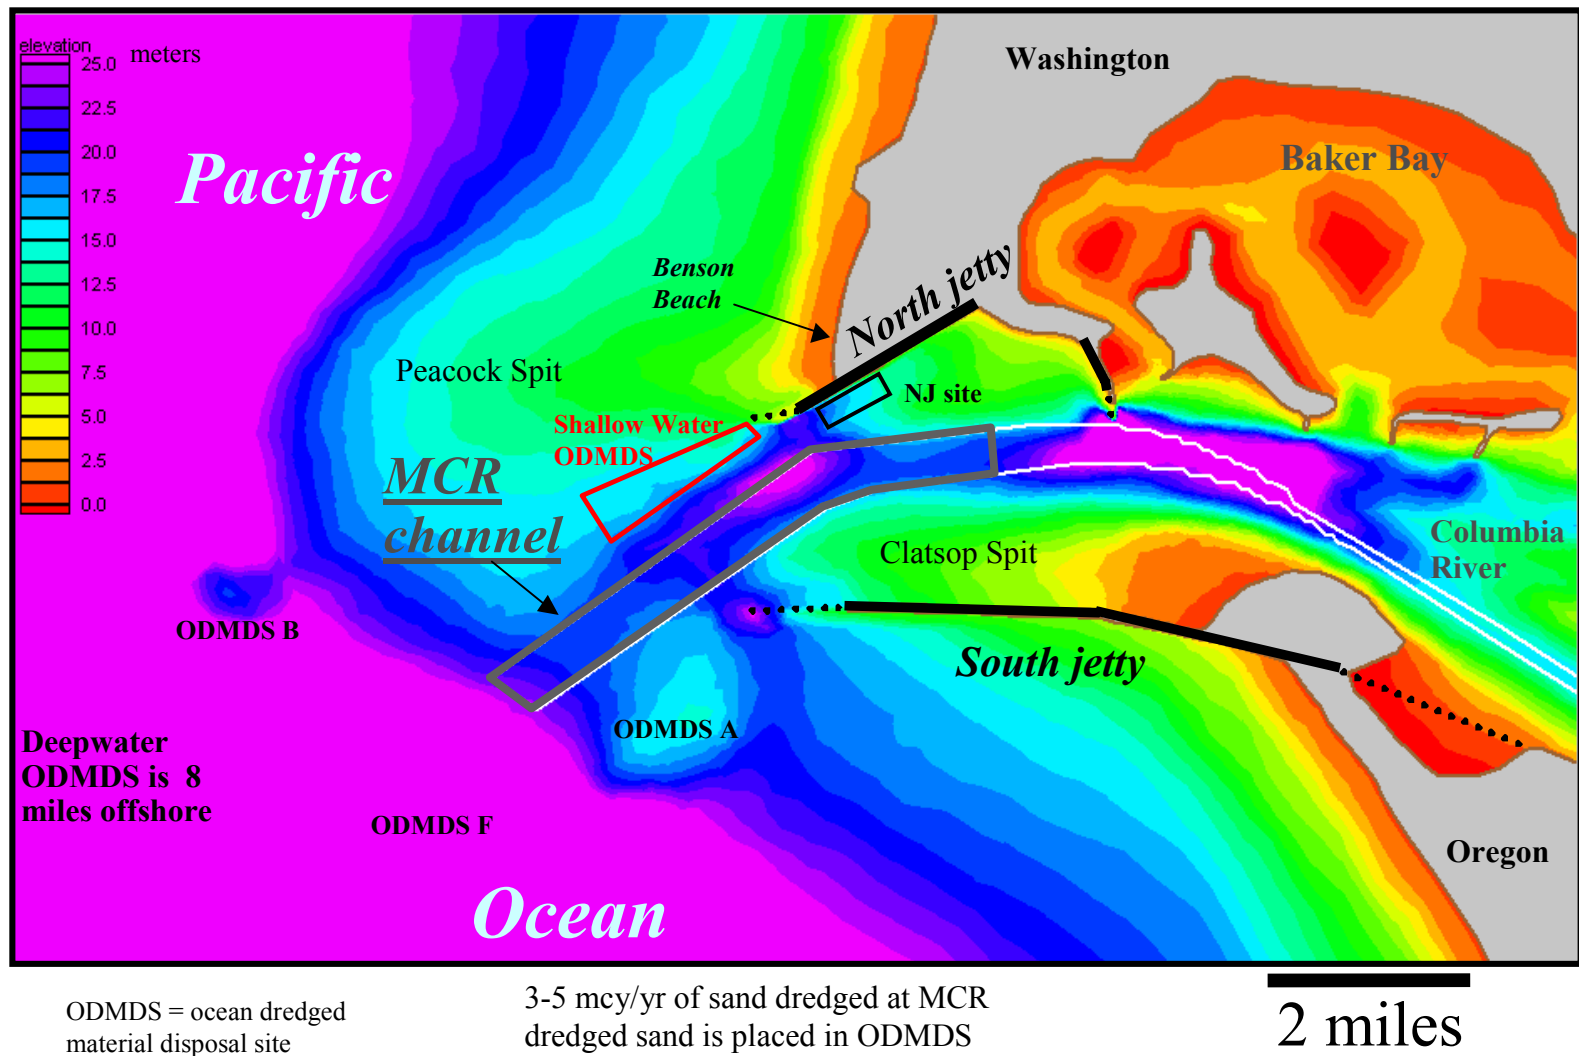 elevation
meters
25.0
22.5
20.0
17.5
15.0
12.5
10.0
7.5
5.0
2.5
0.0
Washington
Pacific
Baker Bay
Benson
Beach
North jetty
Peacock Spit
NJ site
Shallow Water
ODMDS
MCR
channel
Clatsop Spit
Columbia
River
ODMDS B
South jetty
ODMDS A
Deepwater
ODMDS is 8
miles offshore
ODMDS F
Oregon
Ocean
ODMDS = ocean dredged
material disposal site
3-5 mcy/yr of sand dredged at MCR
dredged sand is placed in ODMDS
2 miles